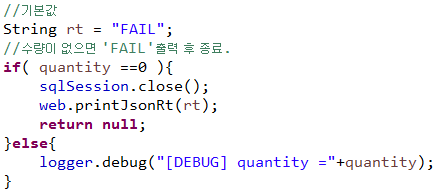 //기본값
String rt = "FAIL";
//수량이 없으면 'FAIL'출력 후 종료.
if( quantity ==0 ){
    sqlSession.close();
    web.printJsonRt(rt);
    return null;
}else{
    logger.debug("[DEBUG] quantity ="+quantity);
}